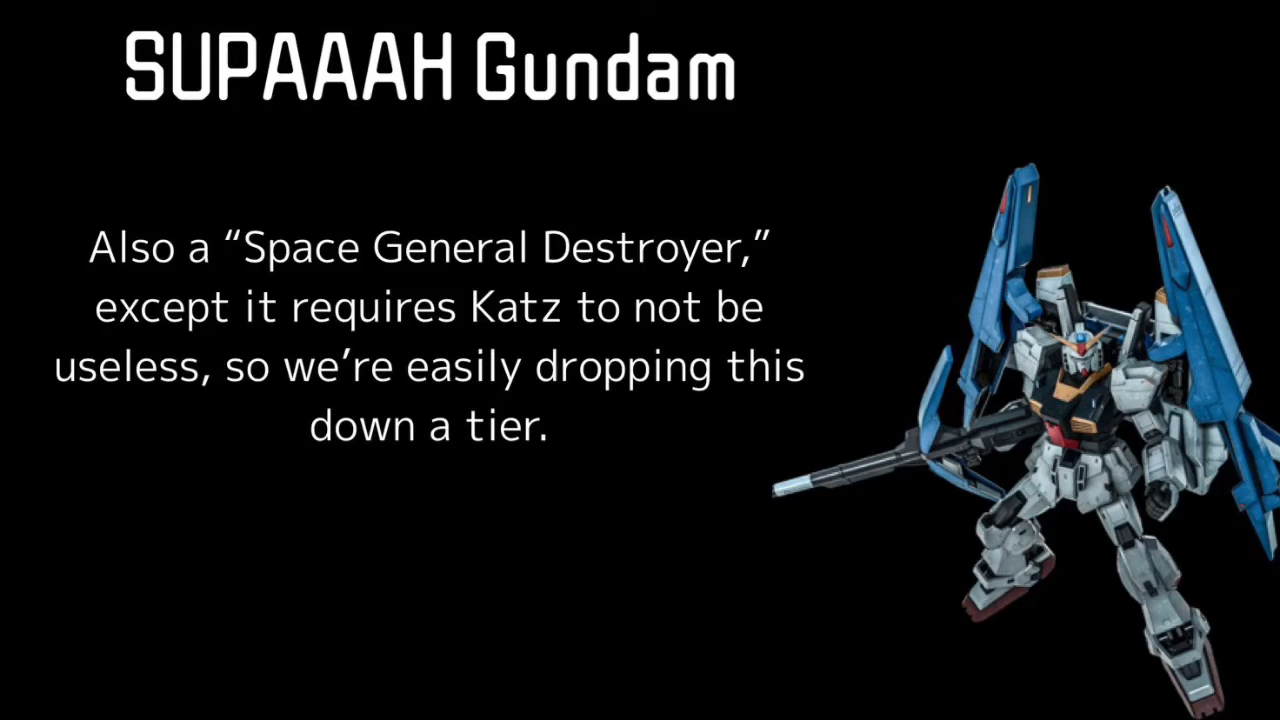 SUPAAAH Gundam
Also a “Space General Destroyer,”
except it requires Katz to not be
useless, so we’re easily dropping this
down a tier.